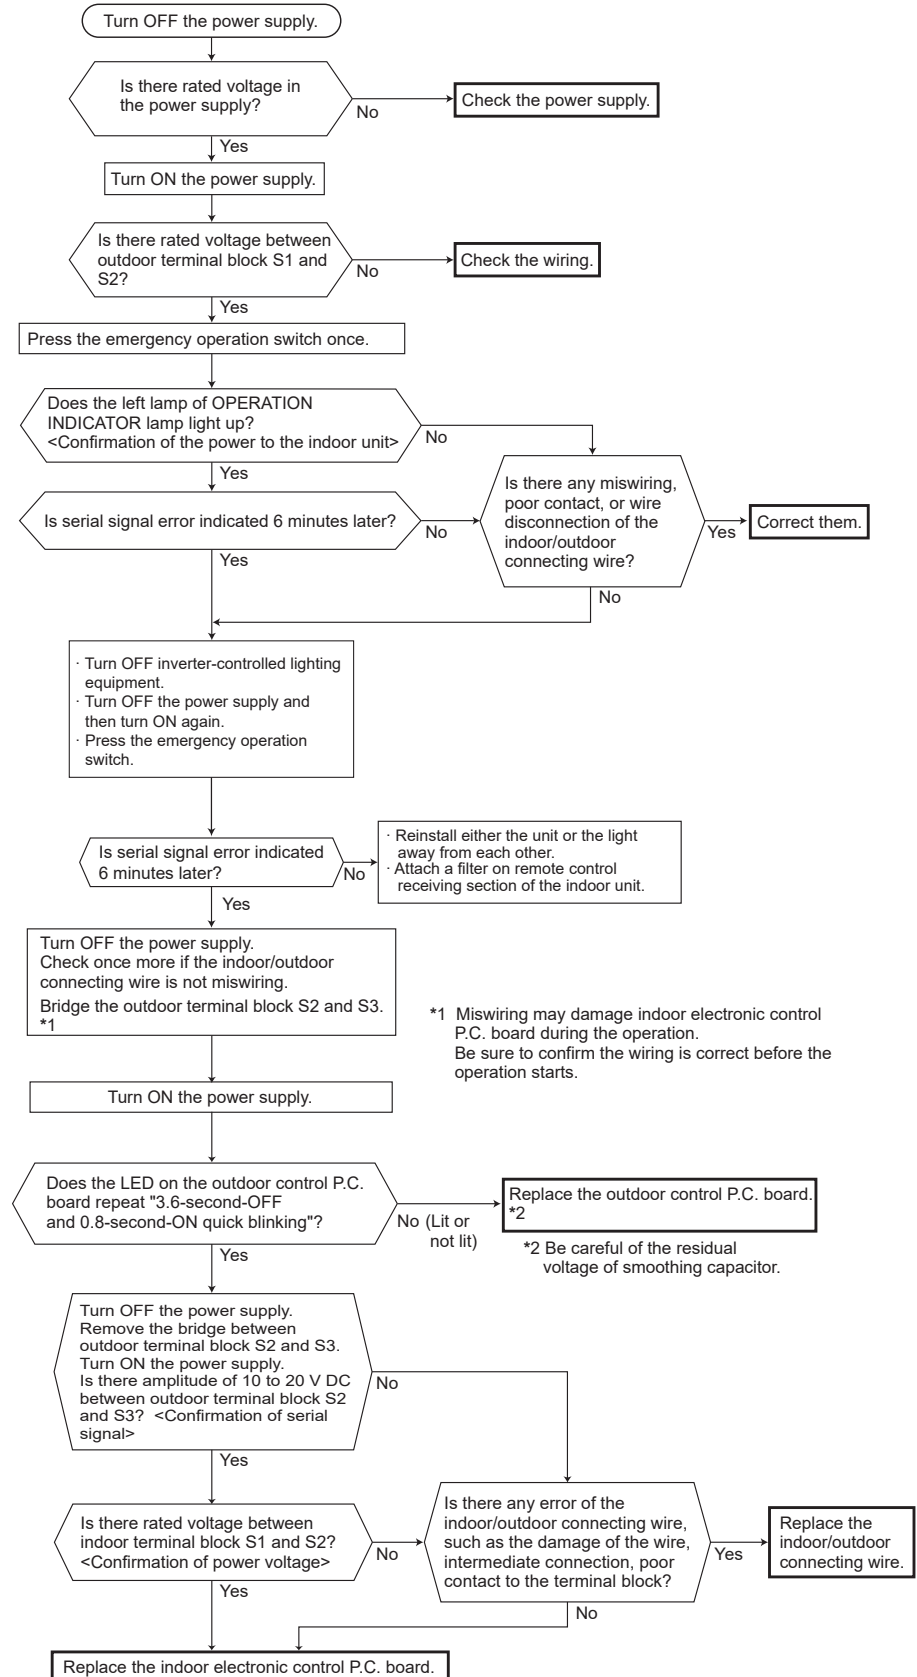 Turn OFF the power supply.
Is there rated voltage in
the power supply?
No
Check the power supply.
Yes
Turn ON the power supply.
Is there rated voltage between
outdoor terminal block S1 and
S2?
No
Check the wiring.
Yes
Press the emergency operation switch once.
Does the left lamp of OPERATION
INDICATOR lamp light up?
<Confirmation of the power to the indoor unit>
No
Yes
Is serial signal error indicated 6 minutes later?
No
Is there any miswiring,
poor contact, or wire
disconnection of the
indoor/outdoor
connecting wire?
Yes
Correct them.
Yes
No
· Turn OFF inverter-controlled lighting
equipment.
· Turn OFF the power supply and
then turn ON again.
· Press the emergency operation
switch.
Is serial signal error indicated
6 minutes later?
No
· Reinstall either the unit or the light
away from each other.
· Attach a filter on remote control
receiving section of the indoor unit.
Yes
Turn OFF the power supply.
Check once more if the indoor/outdoor
connecting wire is not miswiring.
Bridge the outdoor terminal block S2 and S3.
*1
*1 Miswiring may damage indoor electronic control
P.C. board during the operation.
Be sure to confirm the wiring is correct before the
operation starts.
Turn ON the power supply.
Does the LED on the outdoor control P.C.
board repeat "3.6-second-OFF
and 0.8-second-ON quick blinking"?
No (Lit or
not lit)
Replace the outdoor control P.C. board.
*2
*2 Be careful of the residual
voltage of smoothing capacitor.
Yes
Turn OFF the power supply.
Remove the bridge between
outdoor terminal block S2 and S3.
Turn ON the power supply.
Is there amplitude of 10 to 20 V DC
between outdoor terminal block S2
and S3? <Confirmation of serial
signal>
No
Yes
Is there rated voltage between
indoor terminal block S1 and S2?
<Confirmation of power voltage>
No
Is there any error of the
indoor/outdoor connecting wire,
such as the damage of the wire,
intermediate connection, poor
contact to the terminal block?
Yes
Replace the
indoor/outdoor
connecting wire.
Yes
No
Replace the indoor electronic control P.C. board.